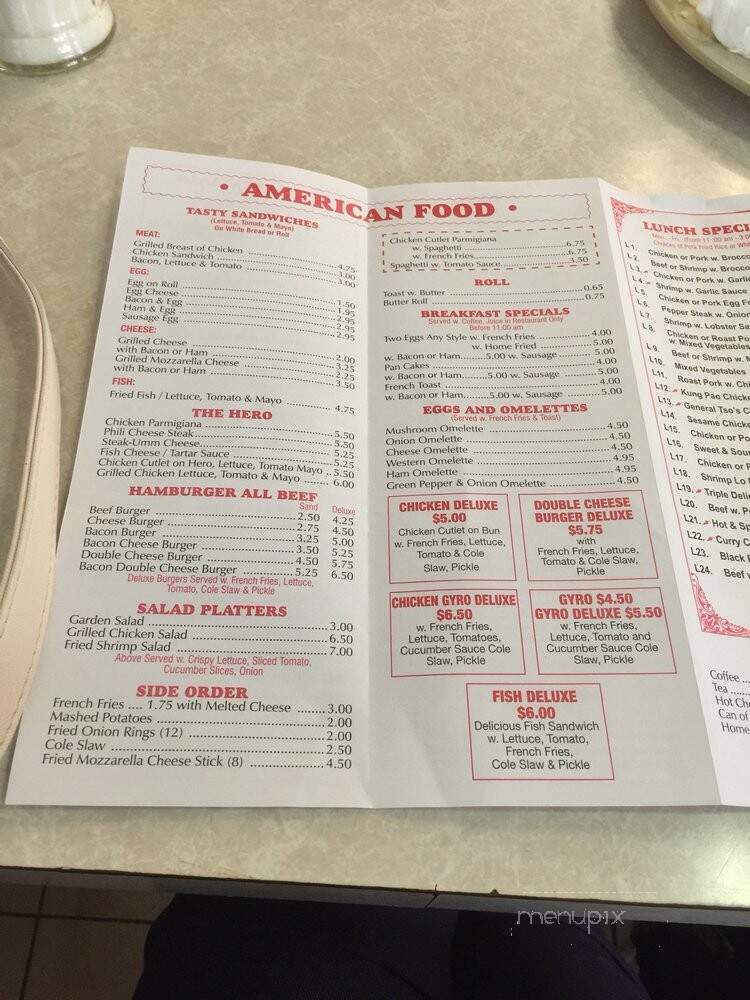 • AMERICAN FOOD •
TASTY SANDWICHES
(Lettuce, Tomato & Mayo)
On White Bread or Roll
MEAT:
Grilled Breast of Chicken 4.75
Chicken Sandwich 3.00
Bacon, Lettuce & Tomato 3.00
EGG:
Egg on Roll 1.50
Egg Cheese 1.95
Bacon & Egg 2.95
Ham & Egg 2.95
Sausage Egg 2.95
CHEESE:
Grilled Cheese 2.00
with Bacon or Ham 3.25
Grilled Mozzarella Cheese 2.25
with Bacon or Ham 3.50
FISH:
Fried Fish / Lettuce, Tomato & Mayo 4.75
THE HERO
Chicken Parmigiana 5.50
Phili Cheese Steak 5.50
Steak-Umm Cheese 5.25
Fish Cheese / Tartar Sauce 5.25
Chicken Cutlet on Hero, Lettuce, Tomato Mayo 5.50
Grilled Chicken Lettuce, Tomato & Mayo 6.00
HAMBURGER ALL BEEF
Sand Deluxe
Beef Burger 2.50 4.25
Cheese Burger 2.75 4.50
Bacon Burger 3.25 5.00
Bacon Cheese Burger 3.50 5.25
Double Cheese Burger 4.50 5.75
Bacon Double Cheese Burger 5.25 6.50
Deluxe Burgers Served w. French Fries, Lettuce,
Tomato, Cole Slaw & Pickle
SALAD PLATTERS
Garden Salad 3.00
Grilled Chicken Salad 6.50
Fried Shrimp Salad 7.00
Above Served w. Crispy Lettuce, Sliced Tomato,
Cucumber Slices, Onion
SIDE ORDER
French Fries .... 1.75 with Melted Cheese 3.00
Mashed Potatoes 2.00
Fried Onion Rings (12) 2.00
Cole Slaw 2.50
Fried Mozzarella Cheese Stick (8) 4.50
Chicken Cutlet Parmigiana
w. Spaghetti 6.75
w. French Fries 6.75
Spaghetti w. Tomato Sauce 3.50
ROLL
Toast w. Butter 0.65
Butter Roll 0.75
BREAKFAST SPECIALS
Served w. Coffee, Juice in Restaurant Only
Before 11:00 am
Two Eggs Any Style w. French Fries 4.00
w. Home Fried 5.00
w. Bacon or Ham 5.00 w. Sausage 5.00
Pan Cakes 4.00
w. Bacon or Ham 5.00 w. Sausage 5.00
French Toast 4.00
w. Bacon or Ham 5.00 w. Sausage 5.00
EGGS AND OMELETTES
(Served w. French Fries & Toast)
Mushroom Omelette 4.50
Onion Omelette 4.50
Cheese Omelette 4.50
Western Omelette 4.95
Ham Omelette 4.95
Green Pepper & Onion Omelette 4.50
CHICKEN DELUXE
$5.00
Chicken Cutlet on Bun
w. French Fries, Lettuce,
Tomato & Cole
Slaw, Pickle
DOUBLE CHEESE
BURGER DELUXE
$5.75
with
French Fries, Lettuce,
Tomato & Cole Slaw,
Pickle
CHICKEN GYRO DELUXE
$6.50
w. French Fries,
Lettuce, Tomatoes,
Cucumber Sauce Cole
Slaw, Pickle
GYRO $4.50
GYRO DELUXE $5.50
w. French Fries,
Lettuce, Tomato and
Cucumber Sauce Cole
Slaw, Pickle
FISH DELUXE
$6.00
Delicious Fish Sandwich
w. Lettuce, Tomato,
French Fries,
Cole Slaw & Pickle
LUNCH SPECI
from 11:00 am - 3:0
Choices of Pork Fried Rice or Whi
L1. Chicken or Pork w. Brocco
L2. Beef or Shrimp w. Brocco
L3. Chicken or Pork w. Garlic
L4. Shrimp w. Garlic Sauce
L5. Chicken or Pork Egg F
L6. Pepper Steak w. Onion
L7. Shrimp w. Lobster Sa
L8. Chicken or Roast Po
w. Mixed Vegetables
L9. Beef or Shrimp w. M
L10. Mixed Vegetables
L11. Roast Pork w. Ch
L12. Kung Pao Chicke
L13. General Tso's C
L14. Sesame Chicke
L15. Chicken or Po
L16. Sweet & Sour
L17. Chicken or
L18. Shrimp Lo
L19. Triple Deli
L20. Beef w. P
L21. Hot & Sp
L22. Curry C
L23. Black
L24. Beef
Coffee
Tea
Hot Cho
Can of
Home
menupix